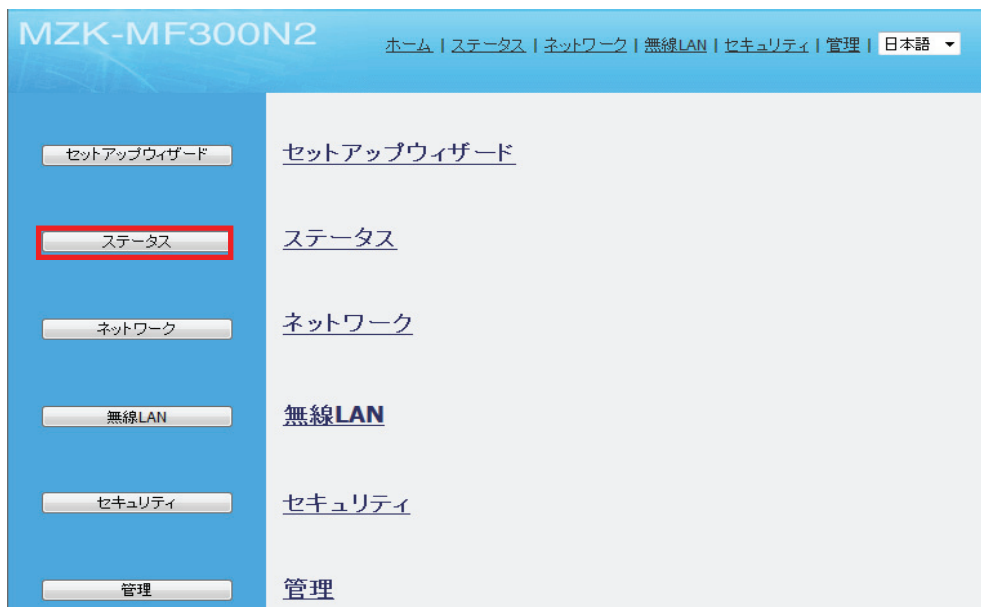 MZK-MF300N2
ホーム | ステータス | ネットワーク | 無線LAN | セキュリティ | 管理 | 日本語
セットアップウィザード セットアップウィザード
ステータス ステータス
ネットワーク ネットワーク
無線LAN 無線LAN
セキュリティ セキュリティ
管理 管理